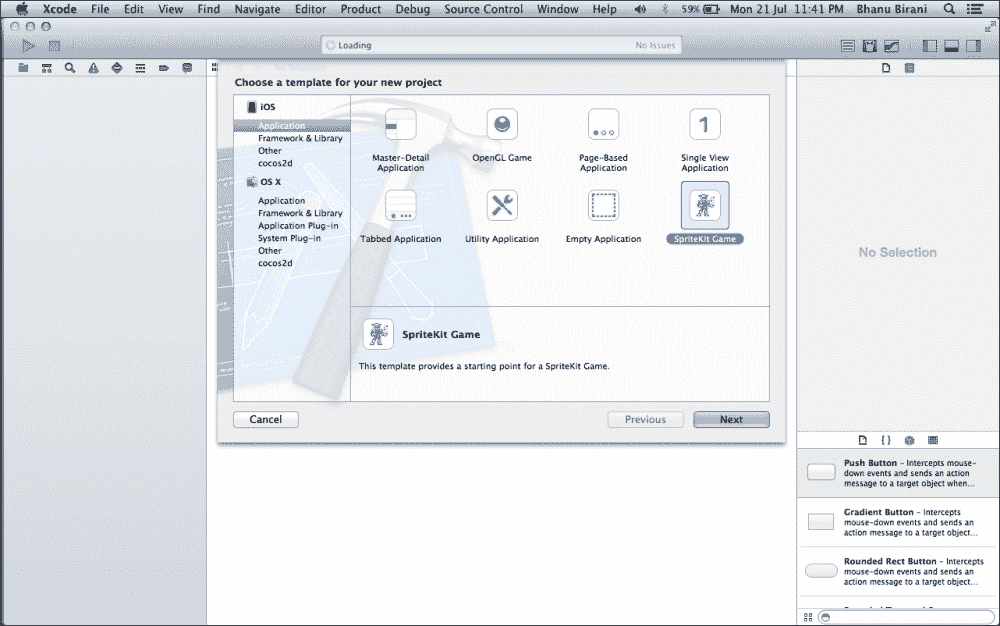 Xcode File Edit View Find Navigate Editor Product Debug Source Control Window Help 59% Mon 21 Jul 11:41 PM Bhanu Birani
Loading No Issues
Choose a template for your new project
iOS
Application
Framework & Library
Other
cocos2d
OS X
Application
Framework & Library
Application Plug-in
System Plug-in
Other
cocos2d
Master-Detail
Application
OpenGL Game
Page-Based
Application
1
Single View
Application
Tabbed Application
Utility Application
Empty Application
SpriteKit Game
SpriteKit Game
This template provides a starting point for a SpriteKit Game.
Cancel
Previous
Next
No Selection
{ }
Push Button – Intercepts mouse-
down events and sends an action
message to a target object when...
Gradient Button – Intercepts
mouse-down events and sends an
action message to a target object...
Rounded Rect Button – Intercepts
mouse-down events and sends an
action message to a target object...